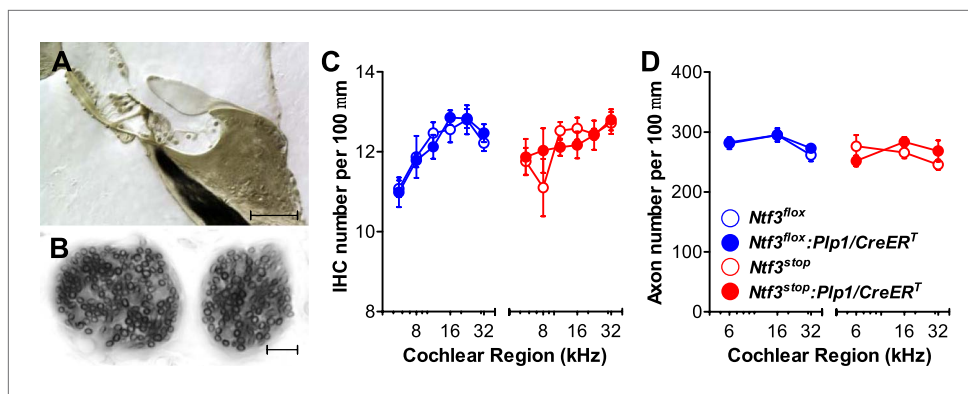 A
B
C
14
12
10
8
IHC number per 100 mm
8 16 32 8 16 32
Cochlear Region (kHz)
D
400
300
200
100
0
Axon number per 100 mm
Ntf3flox
Ntf3flox:Plp1/CreERT
Ntf3stop
Ntf3stop:Plp1/CreERT
6 16 32 6 16 32
Cochlear Region (kHz)